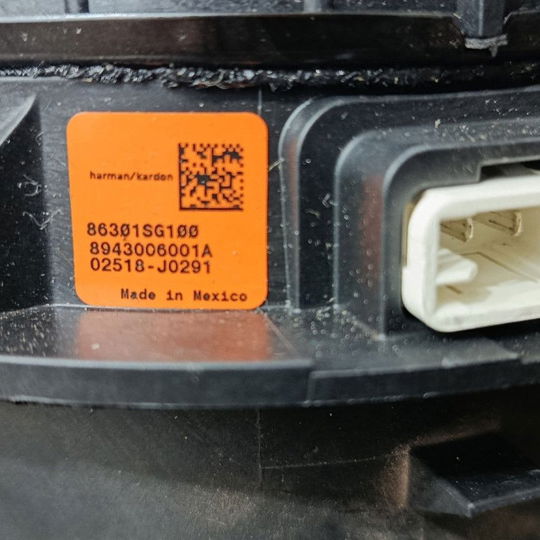 harman/kardon
86301SG100
8943006001A
02518-J0291
Made in Mexico